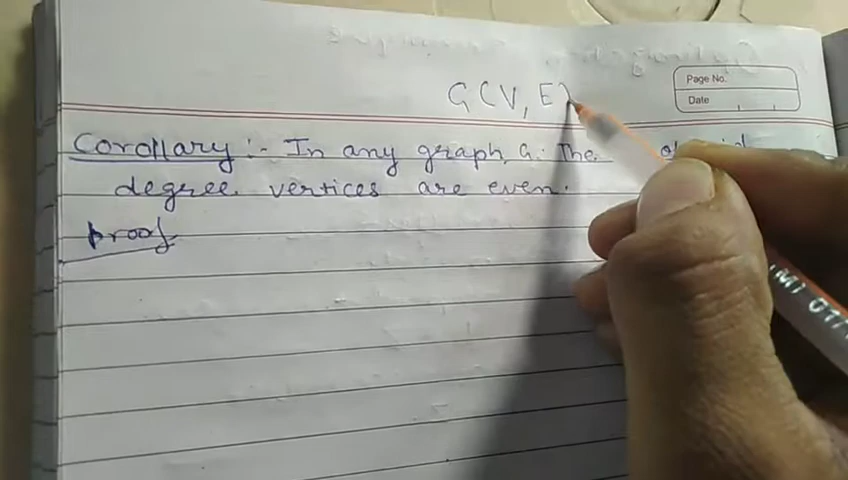 G(V, E)
Page No.
Date
Corollary :- In any graph G. The
degree vertices are even.
proof